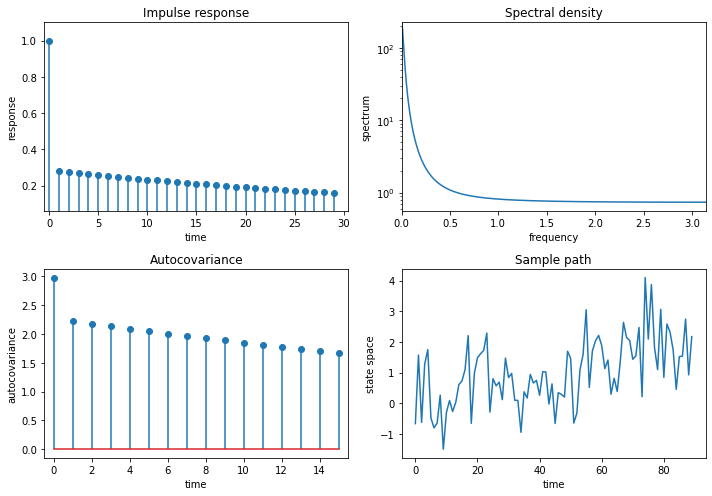 Impulse response
response
1.0
0.8
0.6
0.4
0.2
0 5 10 15 20 25 30
time
Spectral density
spectrum
10²
10¹
10⁰
0.0 0.5 1.0 1.5 2.0 2.5 3.0
frequency
Autocovariance
autocovariance
3.0
2.5
2.0
1.5
1.0
0.5
0.0
0 2 4 6 8 10 12 14
time
Sample path
state space
4
3
2
1
0
−1
0 20 40 60 80
time